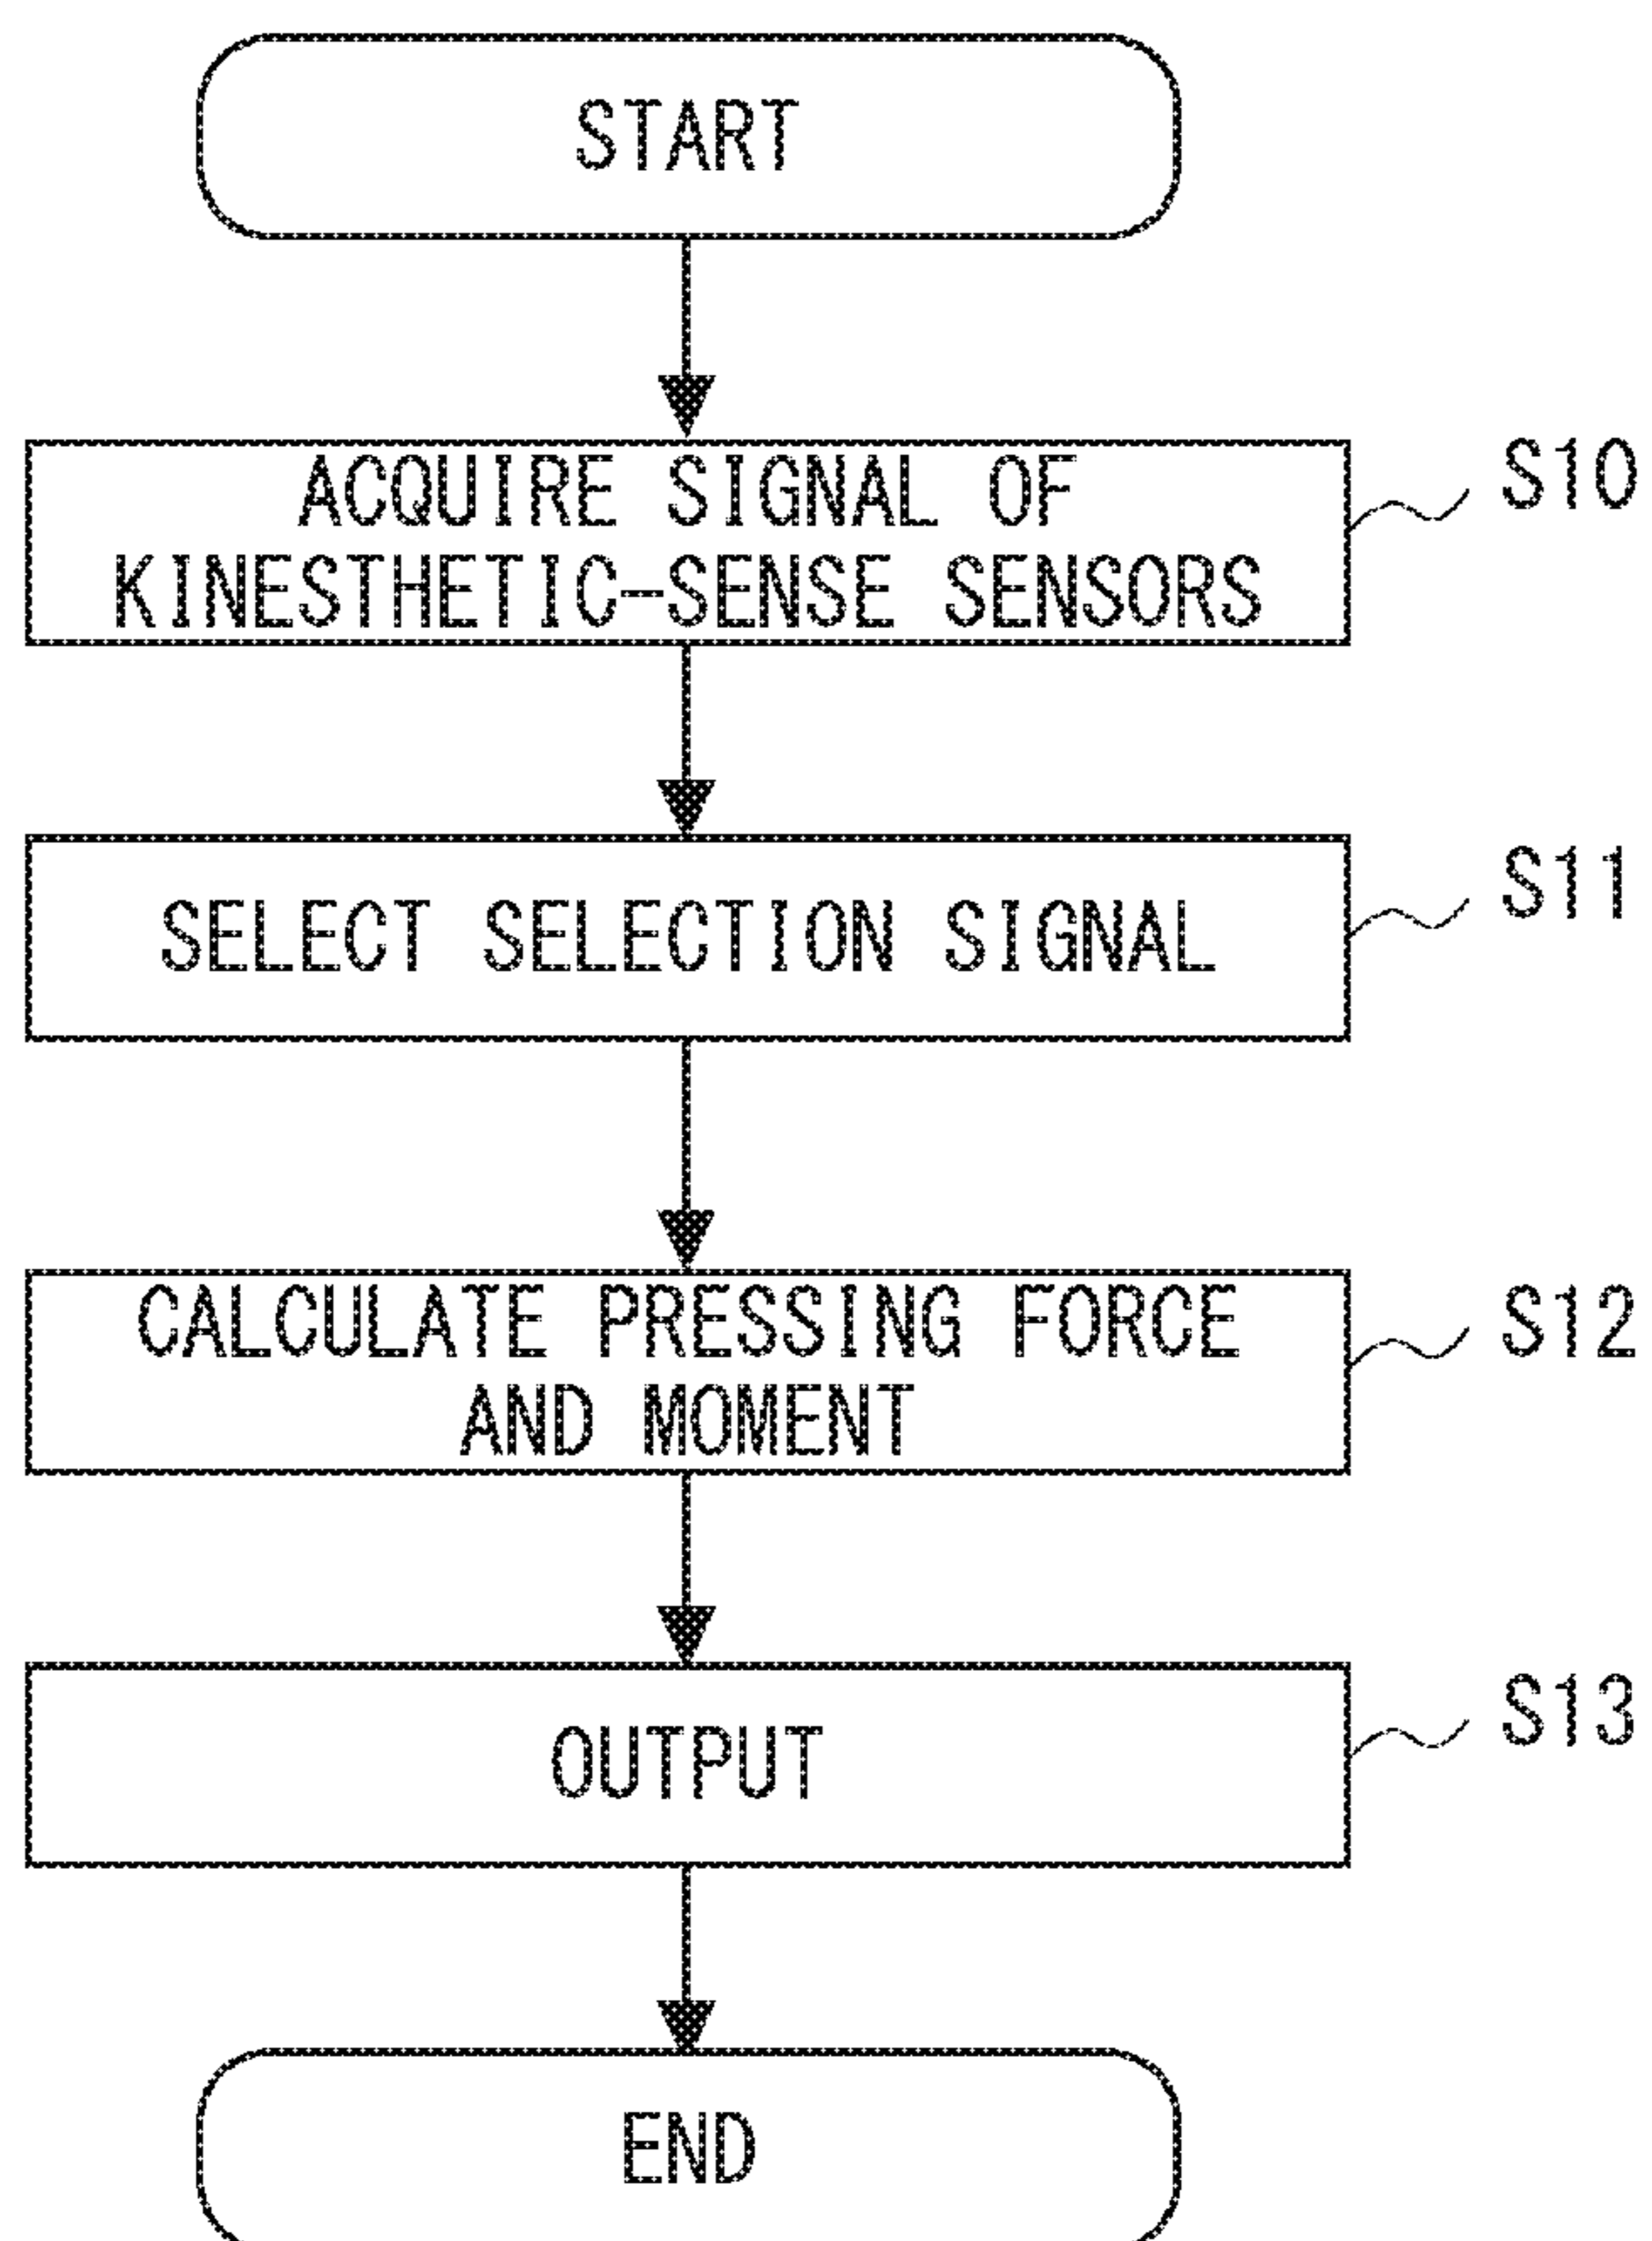 START
ACQUIRE SIGNAL OF
KINESTHETIC-SENSE SENSORS
S10
SELECT SELECTION SIGNAL
S11
CALCULATE PRESSING FORCE
AND MOMENT
S12
OUTPUT
S13
END